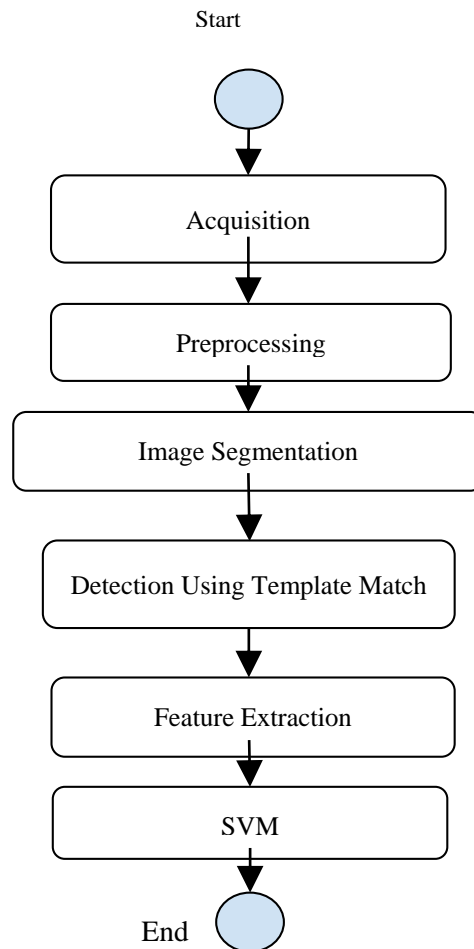 Start
Acquisition
Preprocessing
Image Segmentation
Detection Using Template Match
Feature Extraction
SVM
End